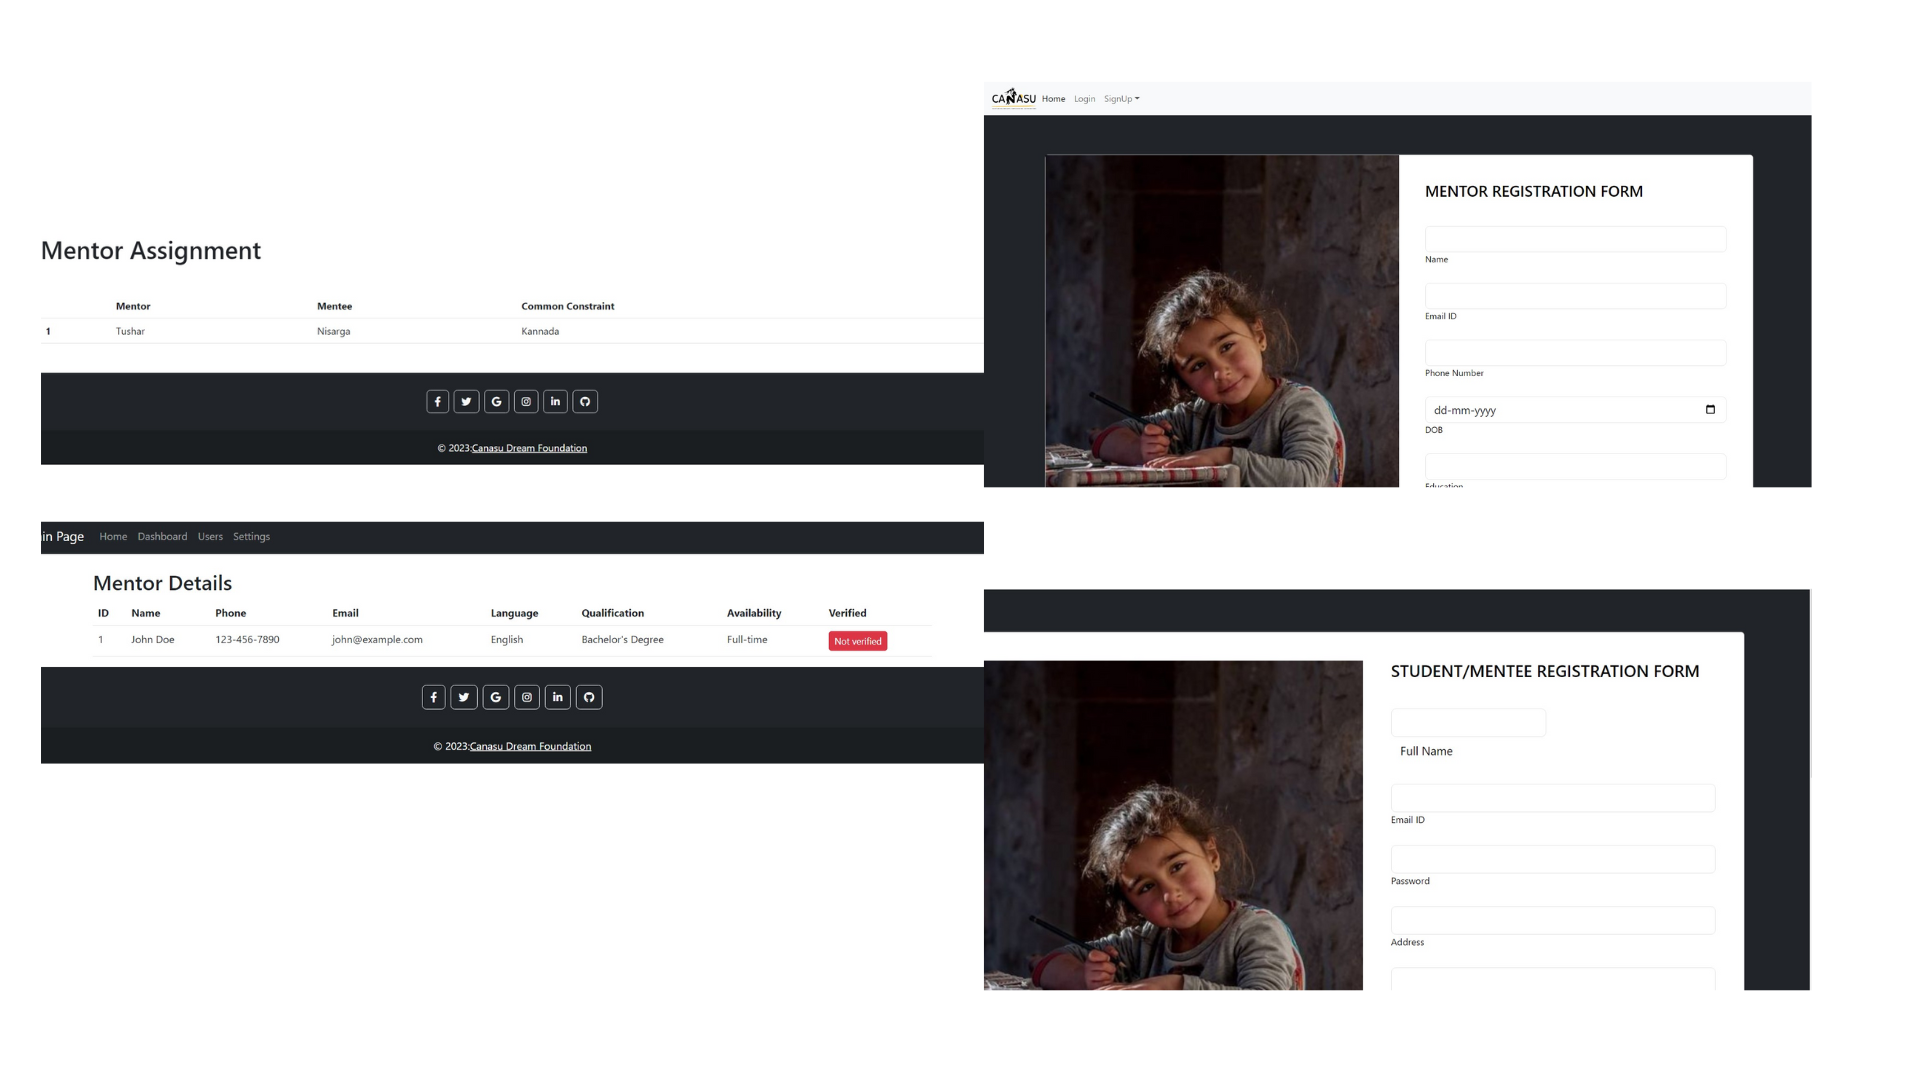 Mentor Assignment
Mentor Mentee Common Constraint
1 Tushar Nisarga Kannada
© 2023:Canasu Dream Foundation
in Page Home Dashboard Users Settings
Mentor Details
ID Name Phone Email Language Qualification Availability Verified
1 John Doe 123-456-7890 john@example.com English Bachelor's Degree Full-time Not verified
© 2023:Canasu Dream Foundation
CANASU Home Login SignUp
MENTOR REGISTRATION FORM
Name
Email ID
Phone Number
dd-mm-yyyy
DOB
Education
STUDENT/MENTEE REGISTRATION FORM
Full Name
Email ID
Password
Address